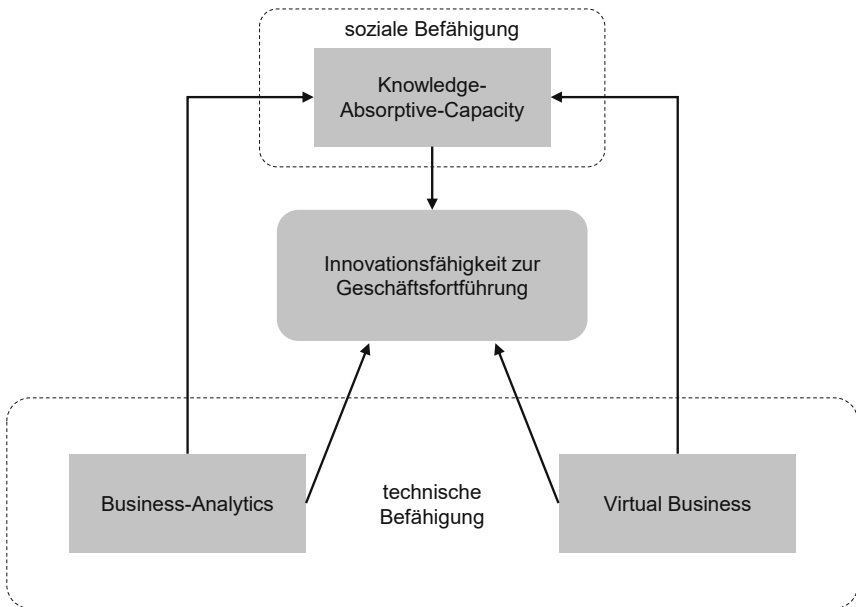 soziale Befähigung
Knowledge-
Absorptive-Capacity
Innovationsfähigkeit zur
Geschäftsfortführung
Business-Analytics
technische
Befähigung
Virtual Business